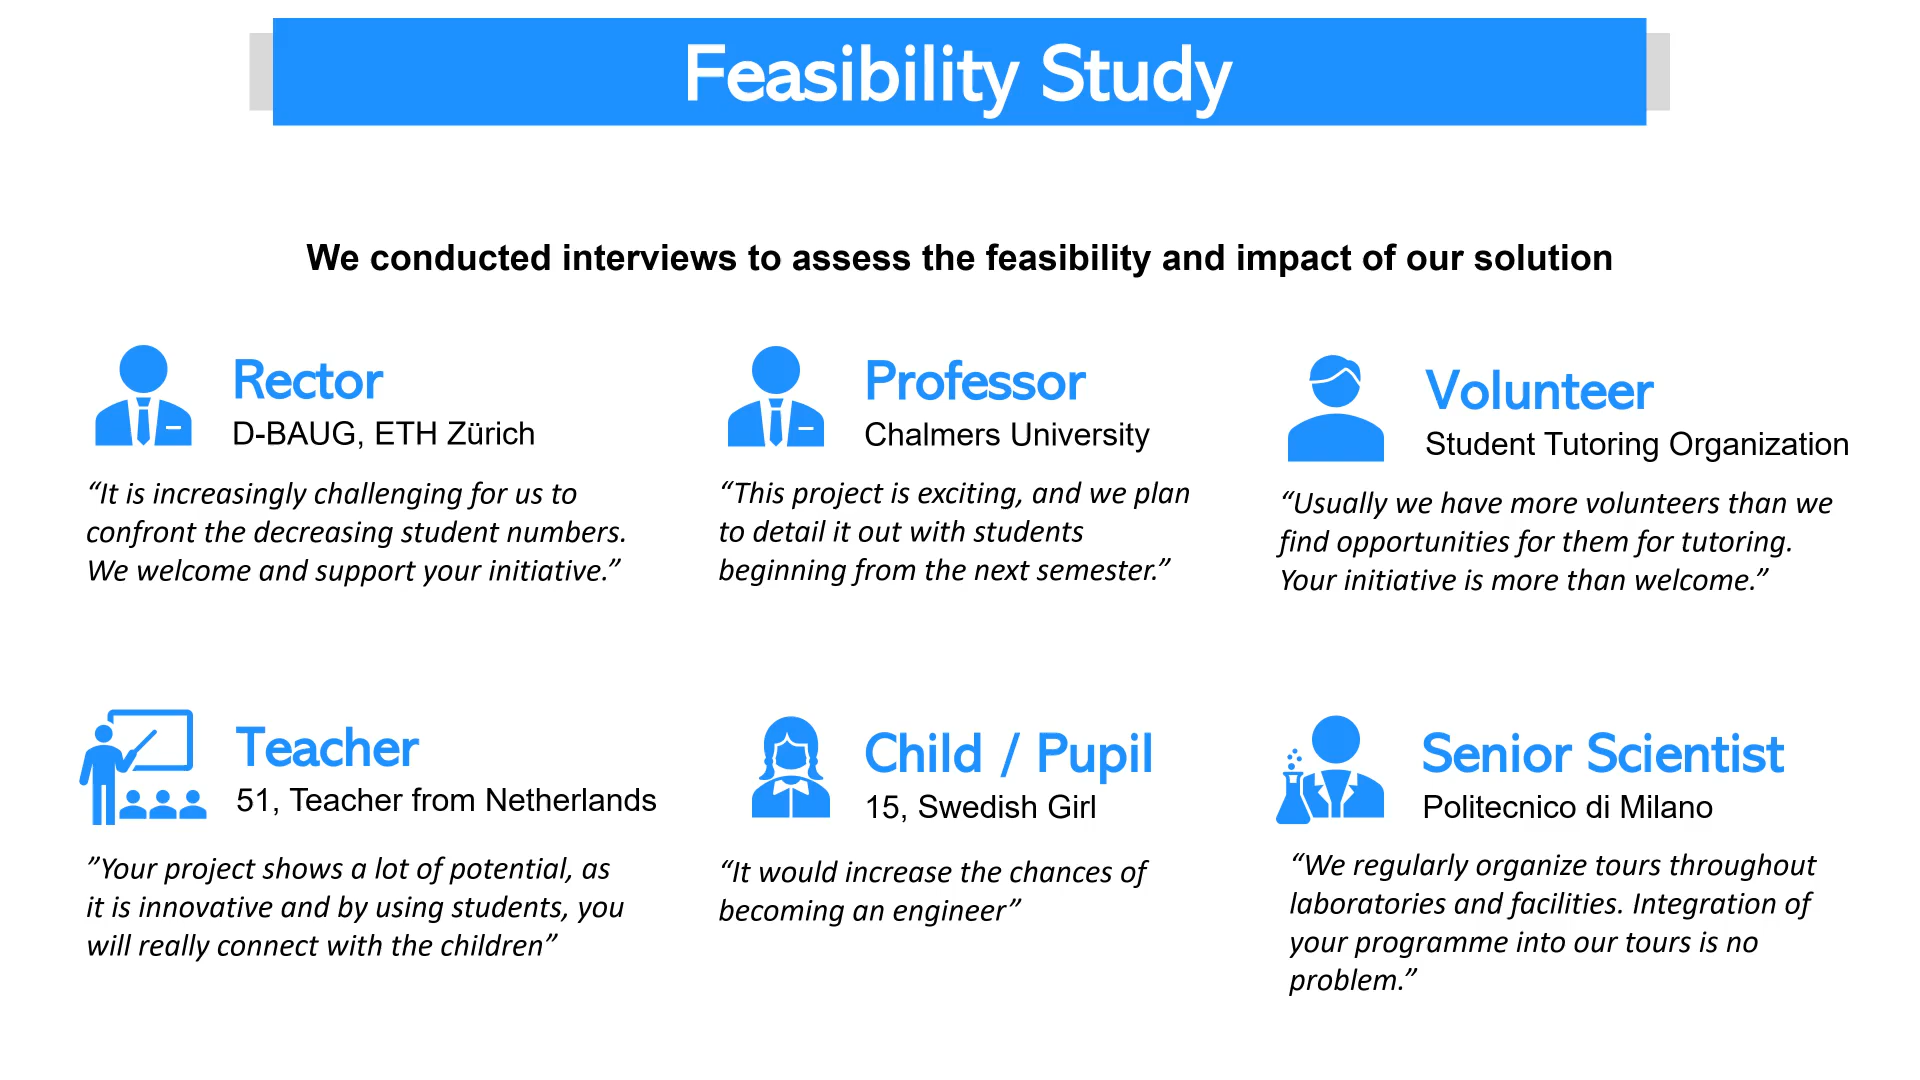 Feasibility Study
We conducted interviews to assess the feasibility and impact of our solution
Rector
D-BAUG, ETH Zürich
“It is increasingly challenging for us to
confront the decreasing student numbers.
We welcome and support your initiative.”
Professor
Chalmers University
“This project is exciting, and we plan
to detail it out with students
beginning from the next semester.”
Volunteer
Student Tutoring Organization
“Usually we have more volunteers than we
find opportunities for them for tutoring.
Your initiative is more than welcome.”
Teacher
51, Teacher from Netherlands
”Your project shows a lot of potential, as
it is innovative and by using students, you
will really connect with the children”
Child / Pupil
15, Swedish Girl
“It would increase the chances of
becoming an engineer”
Senior Scientist
Politecnico di Milano
“We regularly organize tours throughout
laboratories and facilities. Integration of
your programme into our tours is no
problem.”